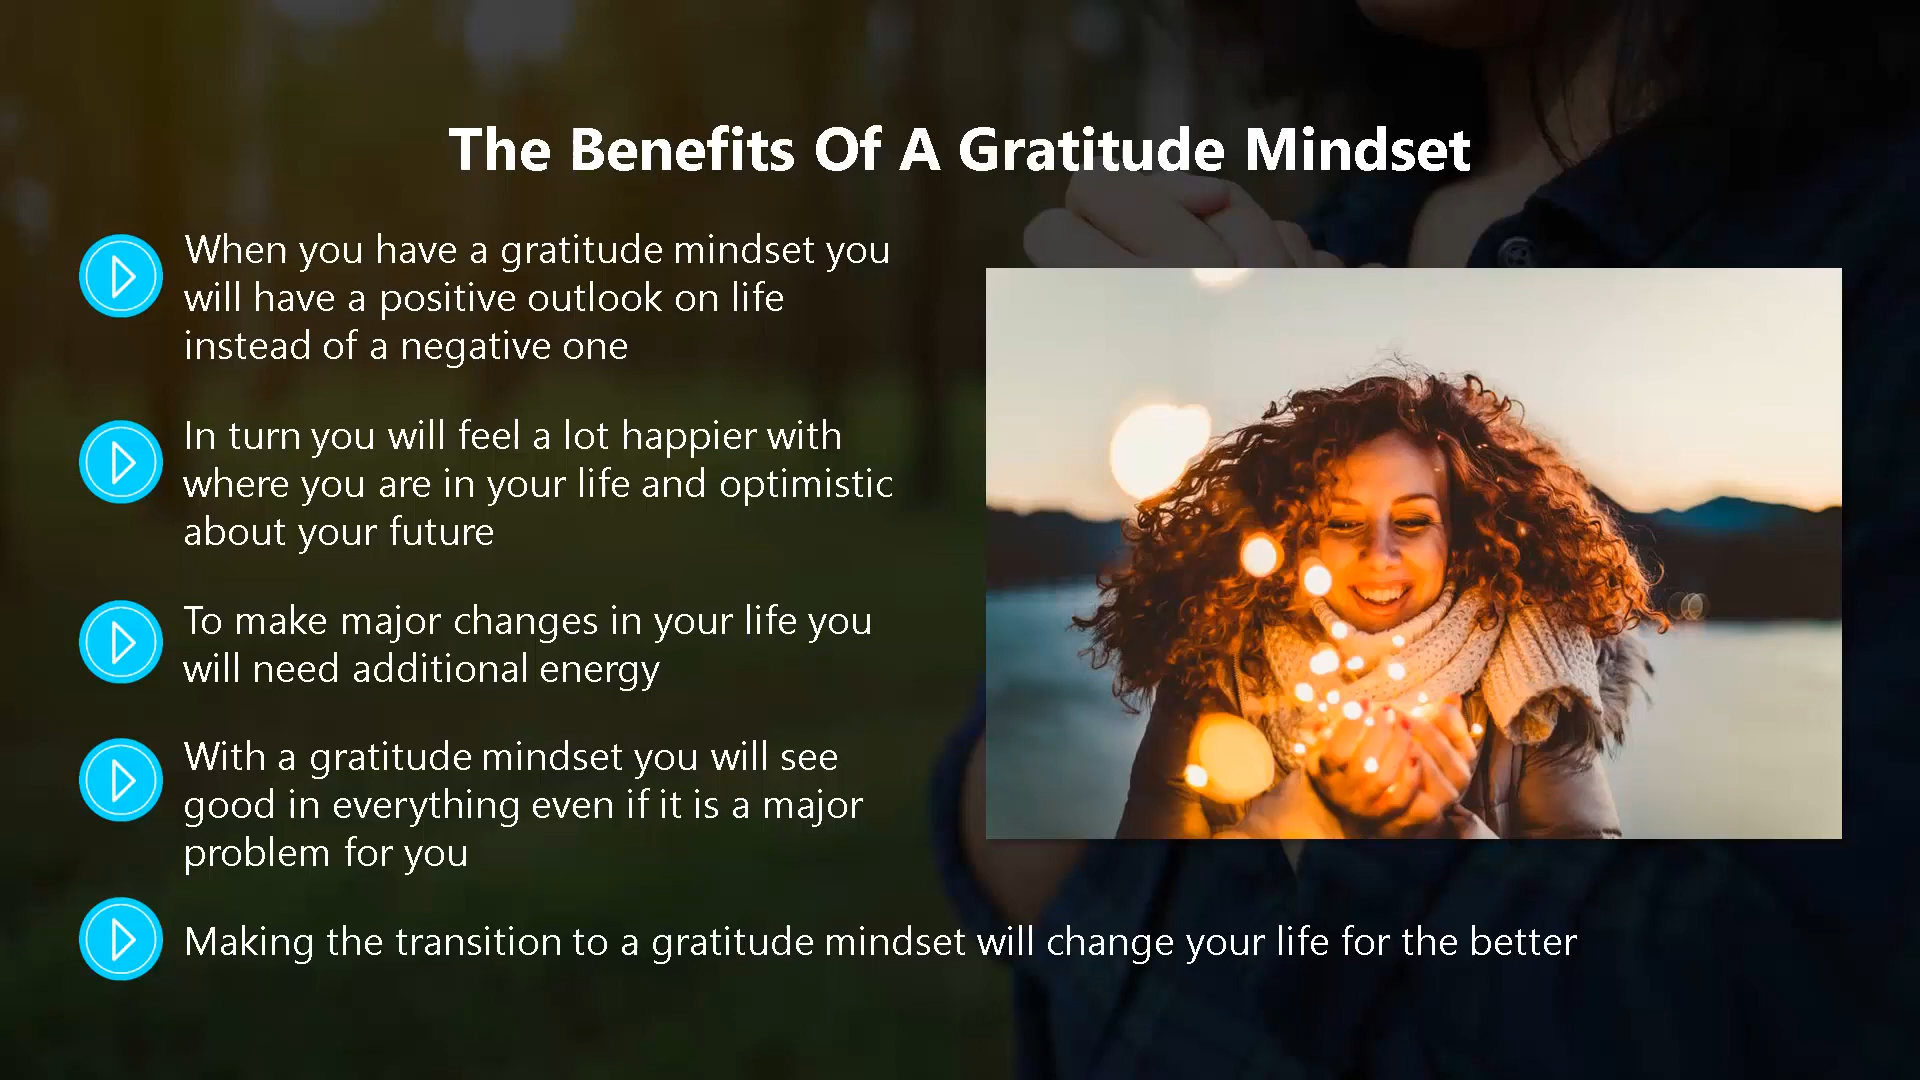 The Benefits Of A Gratitude Mindset
When you have a gratitude mindset you
will have a positive outlook on life
instead of a negative one
In turn you will feel a lot happier with
where you are in your life and optimistic
about your future
To make major changes in your life you
will need additional energy
With a gratitude mindset you will see
good in everything even if it is a major
problem for you
Making the transition to a gratitude mindset will change your life for the better